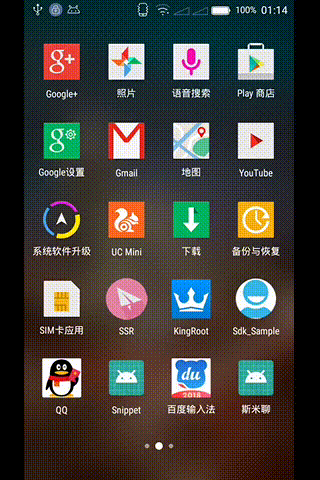 100% 01:14
Google+ 照片 语音搜索 Play 商店
Google设置 Gmail 地图 YouTube
系统软件升级 UC Mini 下载 备份与恢复
SIM卡应用 SSR KingRoot Sdk_Sample
du
2018
QQ Snippet 百度输入法 斯米聊